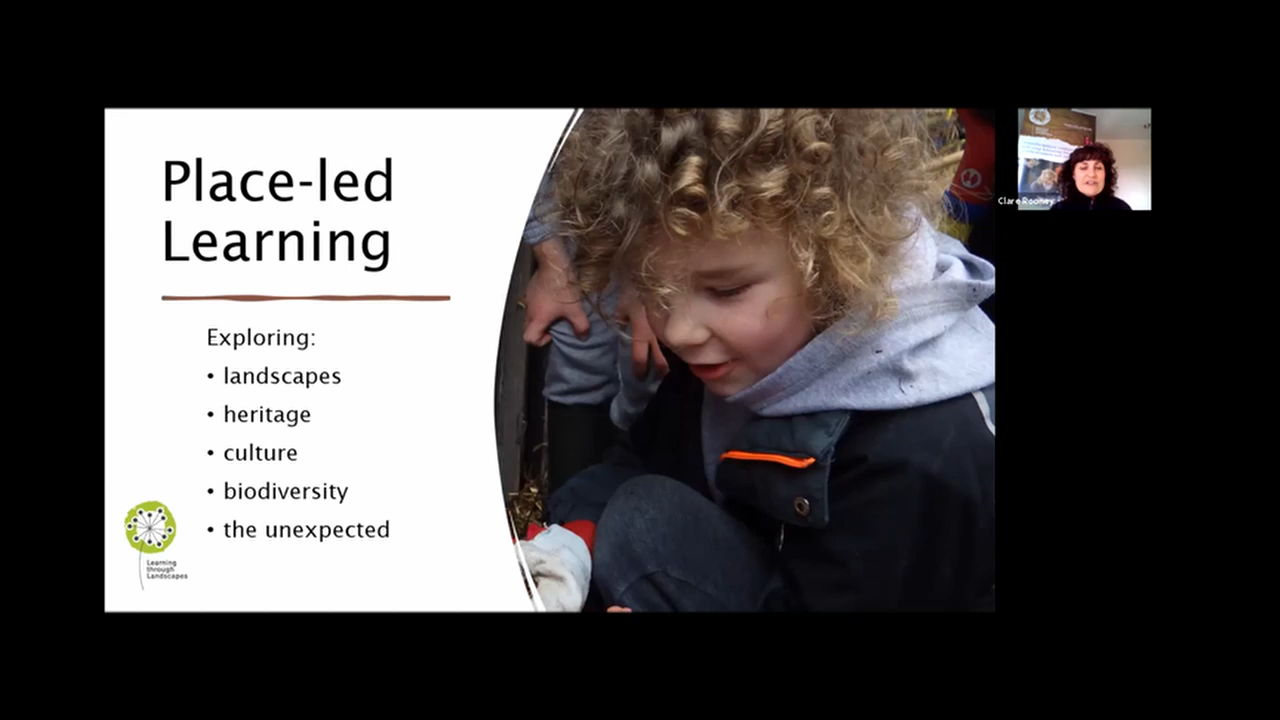 Place-led
Learning
Exploring:
• landscapes
• heritage
• culture
• biodiversity
• the unexpected
Learning
through
Landscapes
Clare Rooney